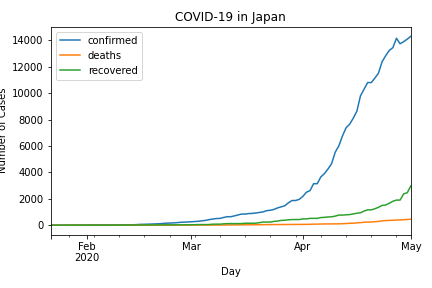 COVID-19 in Japan
confirmed
deaths
recovered
14000
12000
10000
8000
6000
4000
2000
0
Number of Cases
Feb
2020
Mar
Apr
May
Day